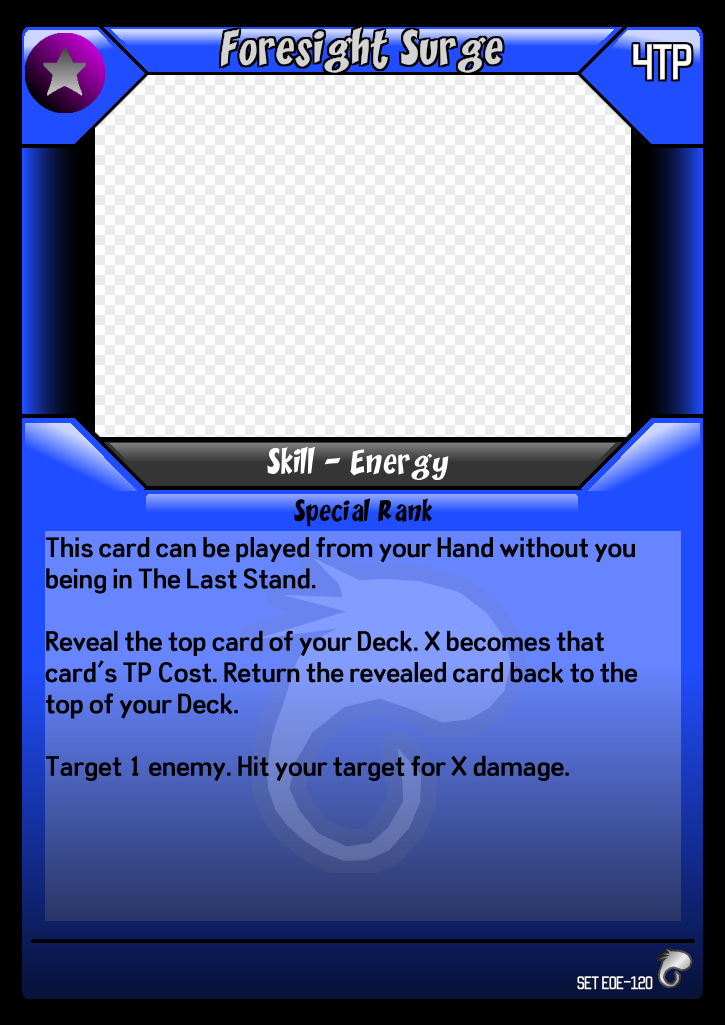 Foresight Surge
4TP
Skill - Energy
Special Rank
This card can be played from your Hand without you
being in The Last Stand.
Reveal the top card of your Deck. X becomes that
card's TP Cost. Return the revealed card back to the
top of your Deck.
Target 1 enemy. Hit your target for X damage.
SET EOE-120